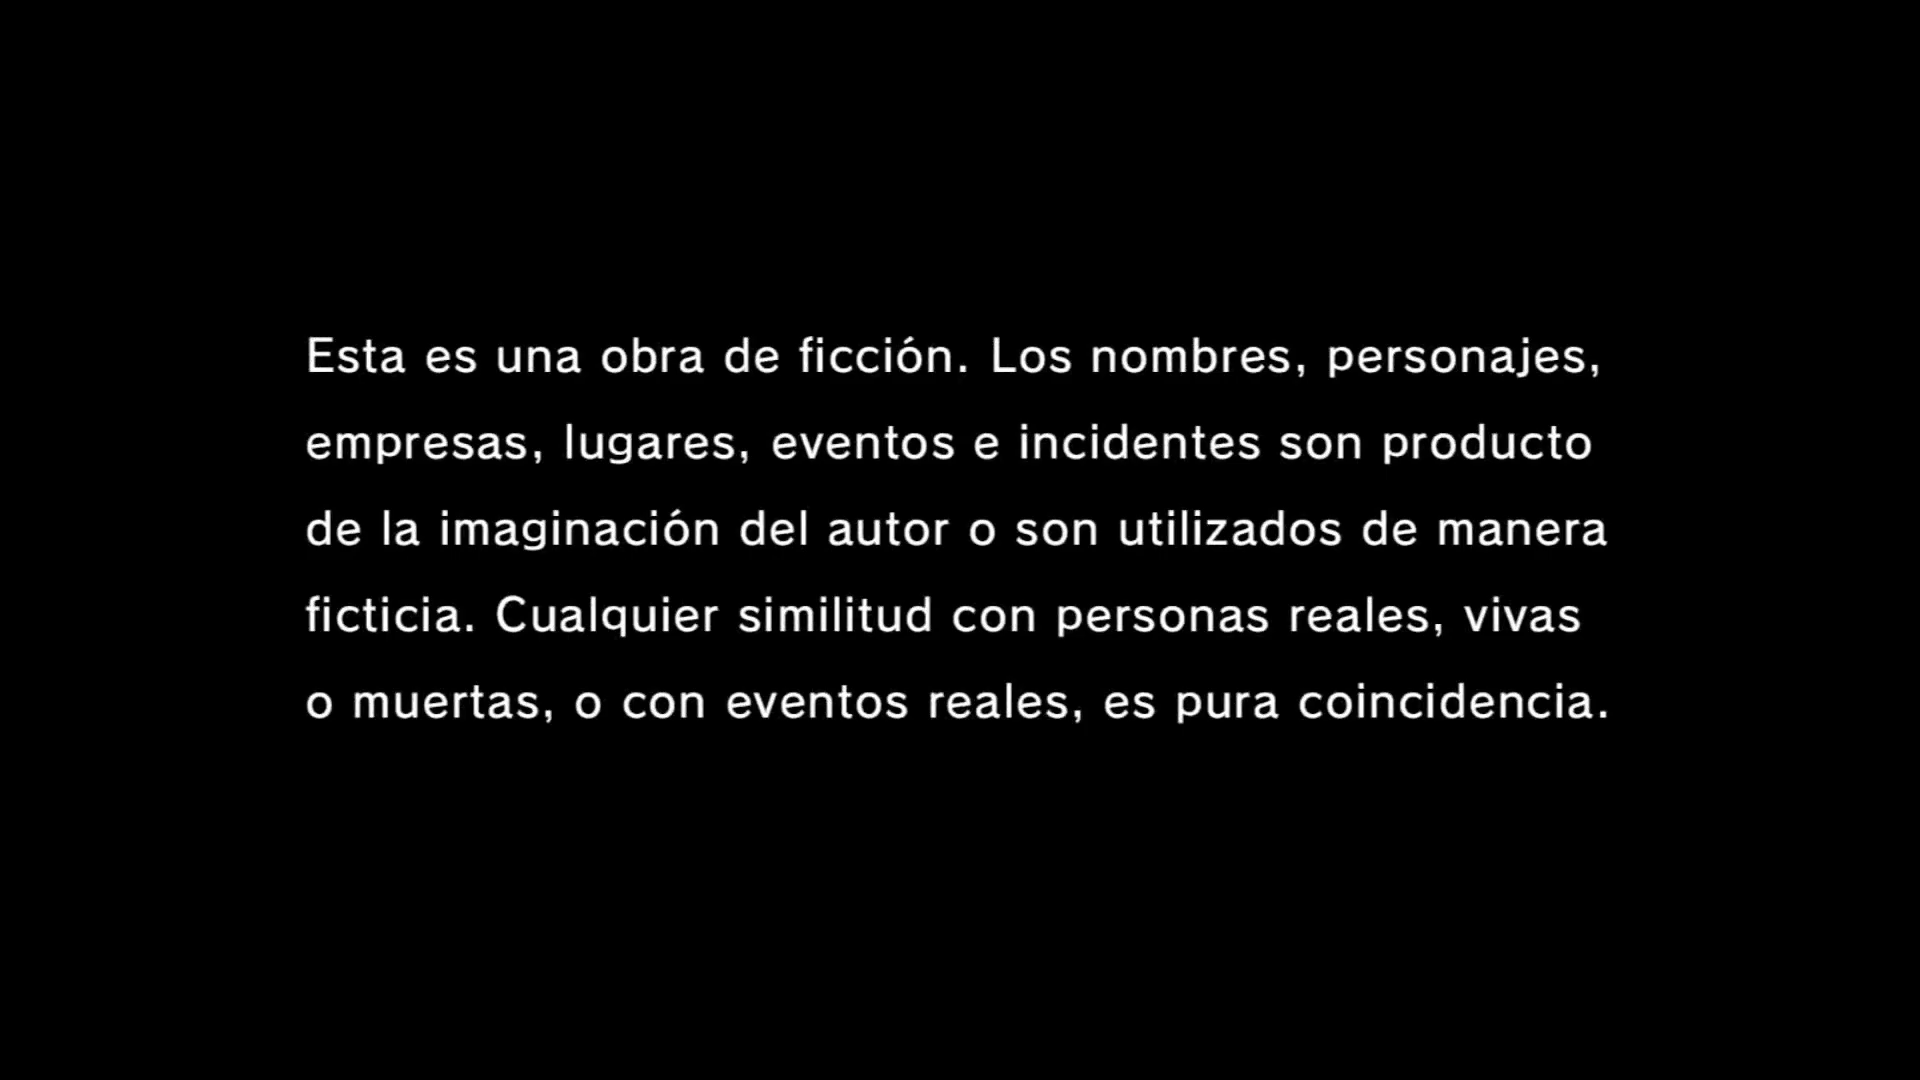 Esta es una obra de ficción. Los nombres, personajes,
empresas, lugares, eventos e incidentes son producto
de la imaginación del autor o son utilizados de manera
ficticia. Cualquier similitud con personas reales, vivas
o muertas, o con eventos reales, es pura coincidencia.